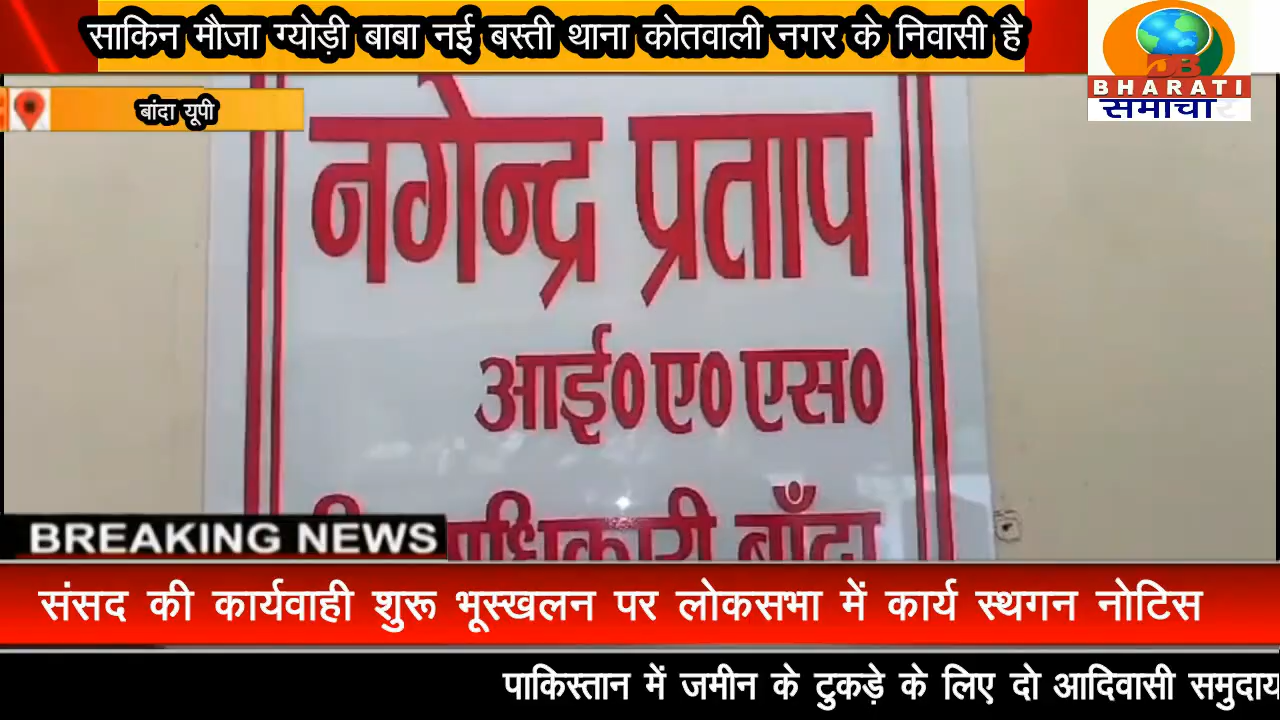 साकिन मौजा ग्योड़ी बाबा नई बस्ती थाना कोतवाली नगर के निवासी है
BHARATI
समाचार
बांदा यूपी
नगेन्द्र प्रताप
आई०ए०एस०
बाँदा
BREAKING NEWS
संसद की कार्यवाही शुरू भूस्खलन पर लोकसभा में कार्य स्थगन नोटिस
पाकिस्तान में जमीन के टुकड़े के लिए दो आदिवासी समुदाय